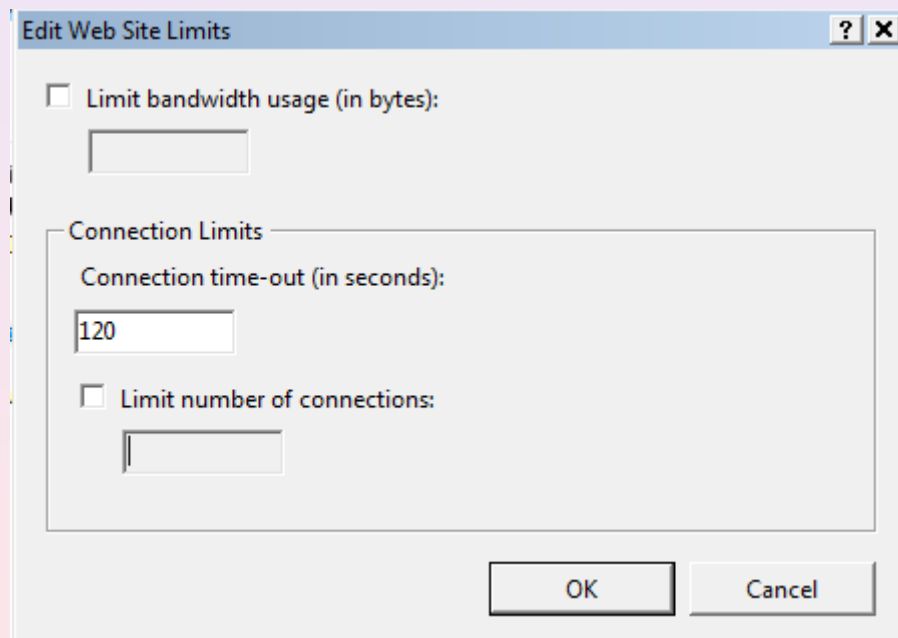 Edit Web Site Limits
Limit bandwidth usage (in bytes):
Connection Limits
Connection time-out (in seconds):
120
Limit number of connections:
OK Cancel